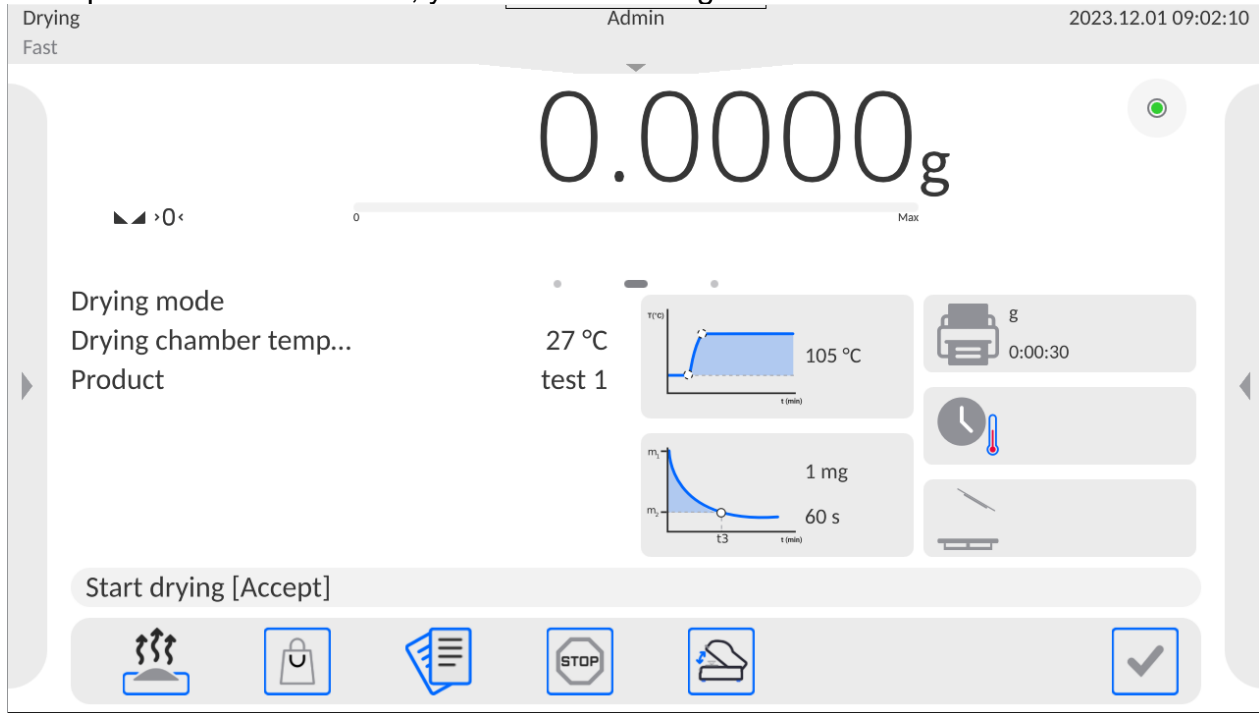 Drying
Admin
2023.12.01 09:02:10
Fast
0.0000g
>0<
0
Max
Drying mode
Drying chamber temp...
27 °C
Product
test 1
T(°C)
105 °C
t (min)
m₁
1 mg
60 s
t3
t (min)
g
0:00:30
Start drying [Accept]
STOP